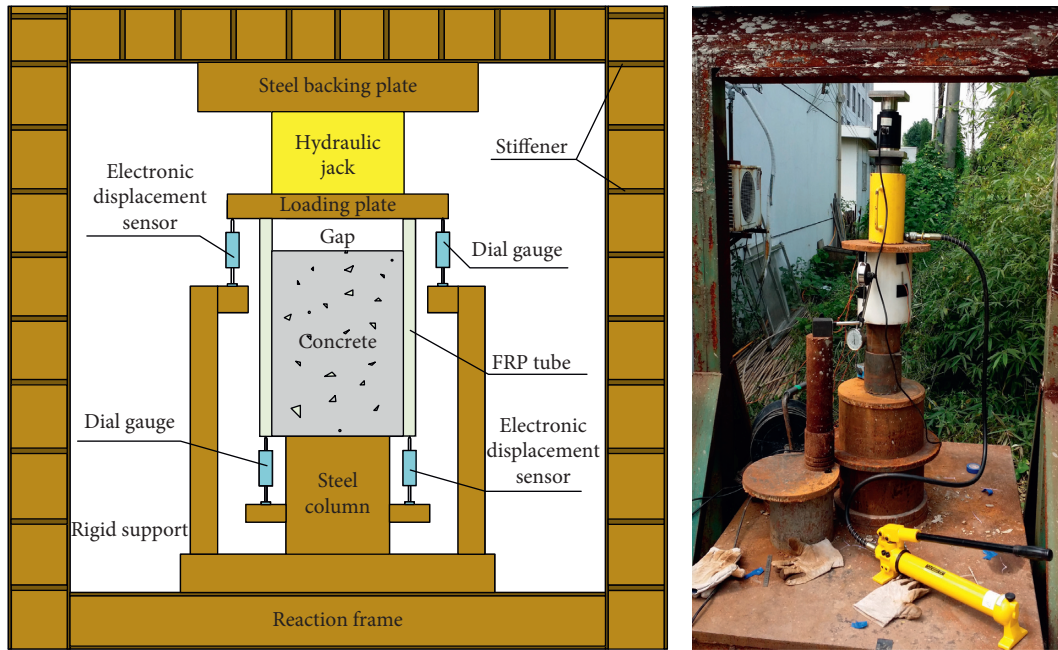 Steel backing plate
Hydraulic
jack
Stiffener
Electronic
displacement
sensor
Loading plate
Gap
Dial gauge
Concrete
FRP tube
Dial gauge
Electronic
displacement
sensor
Steel
column
Rigid support
Reaction frame